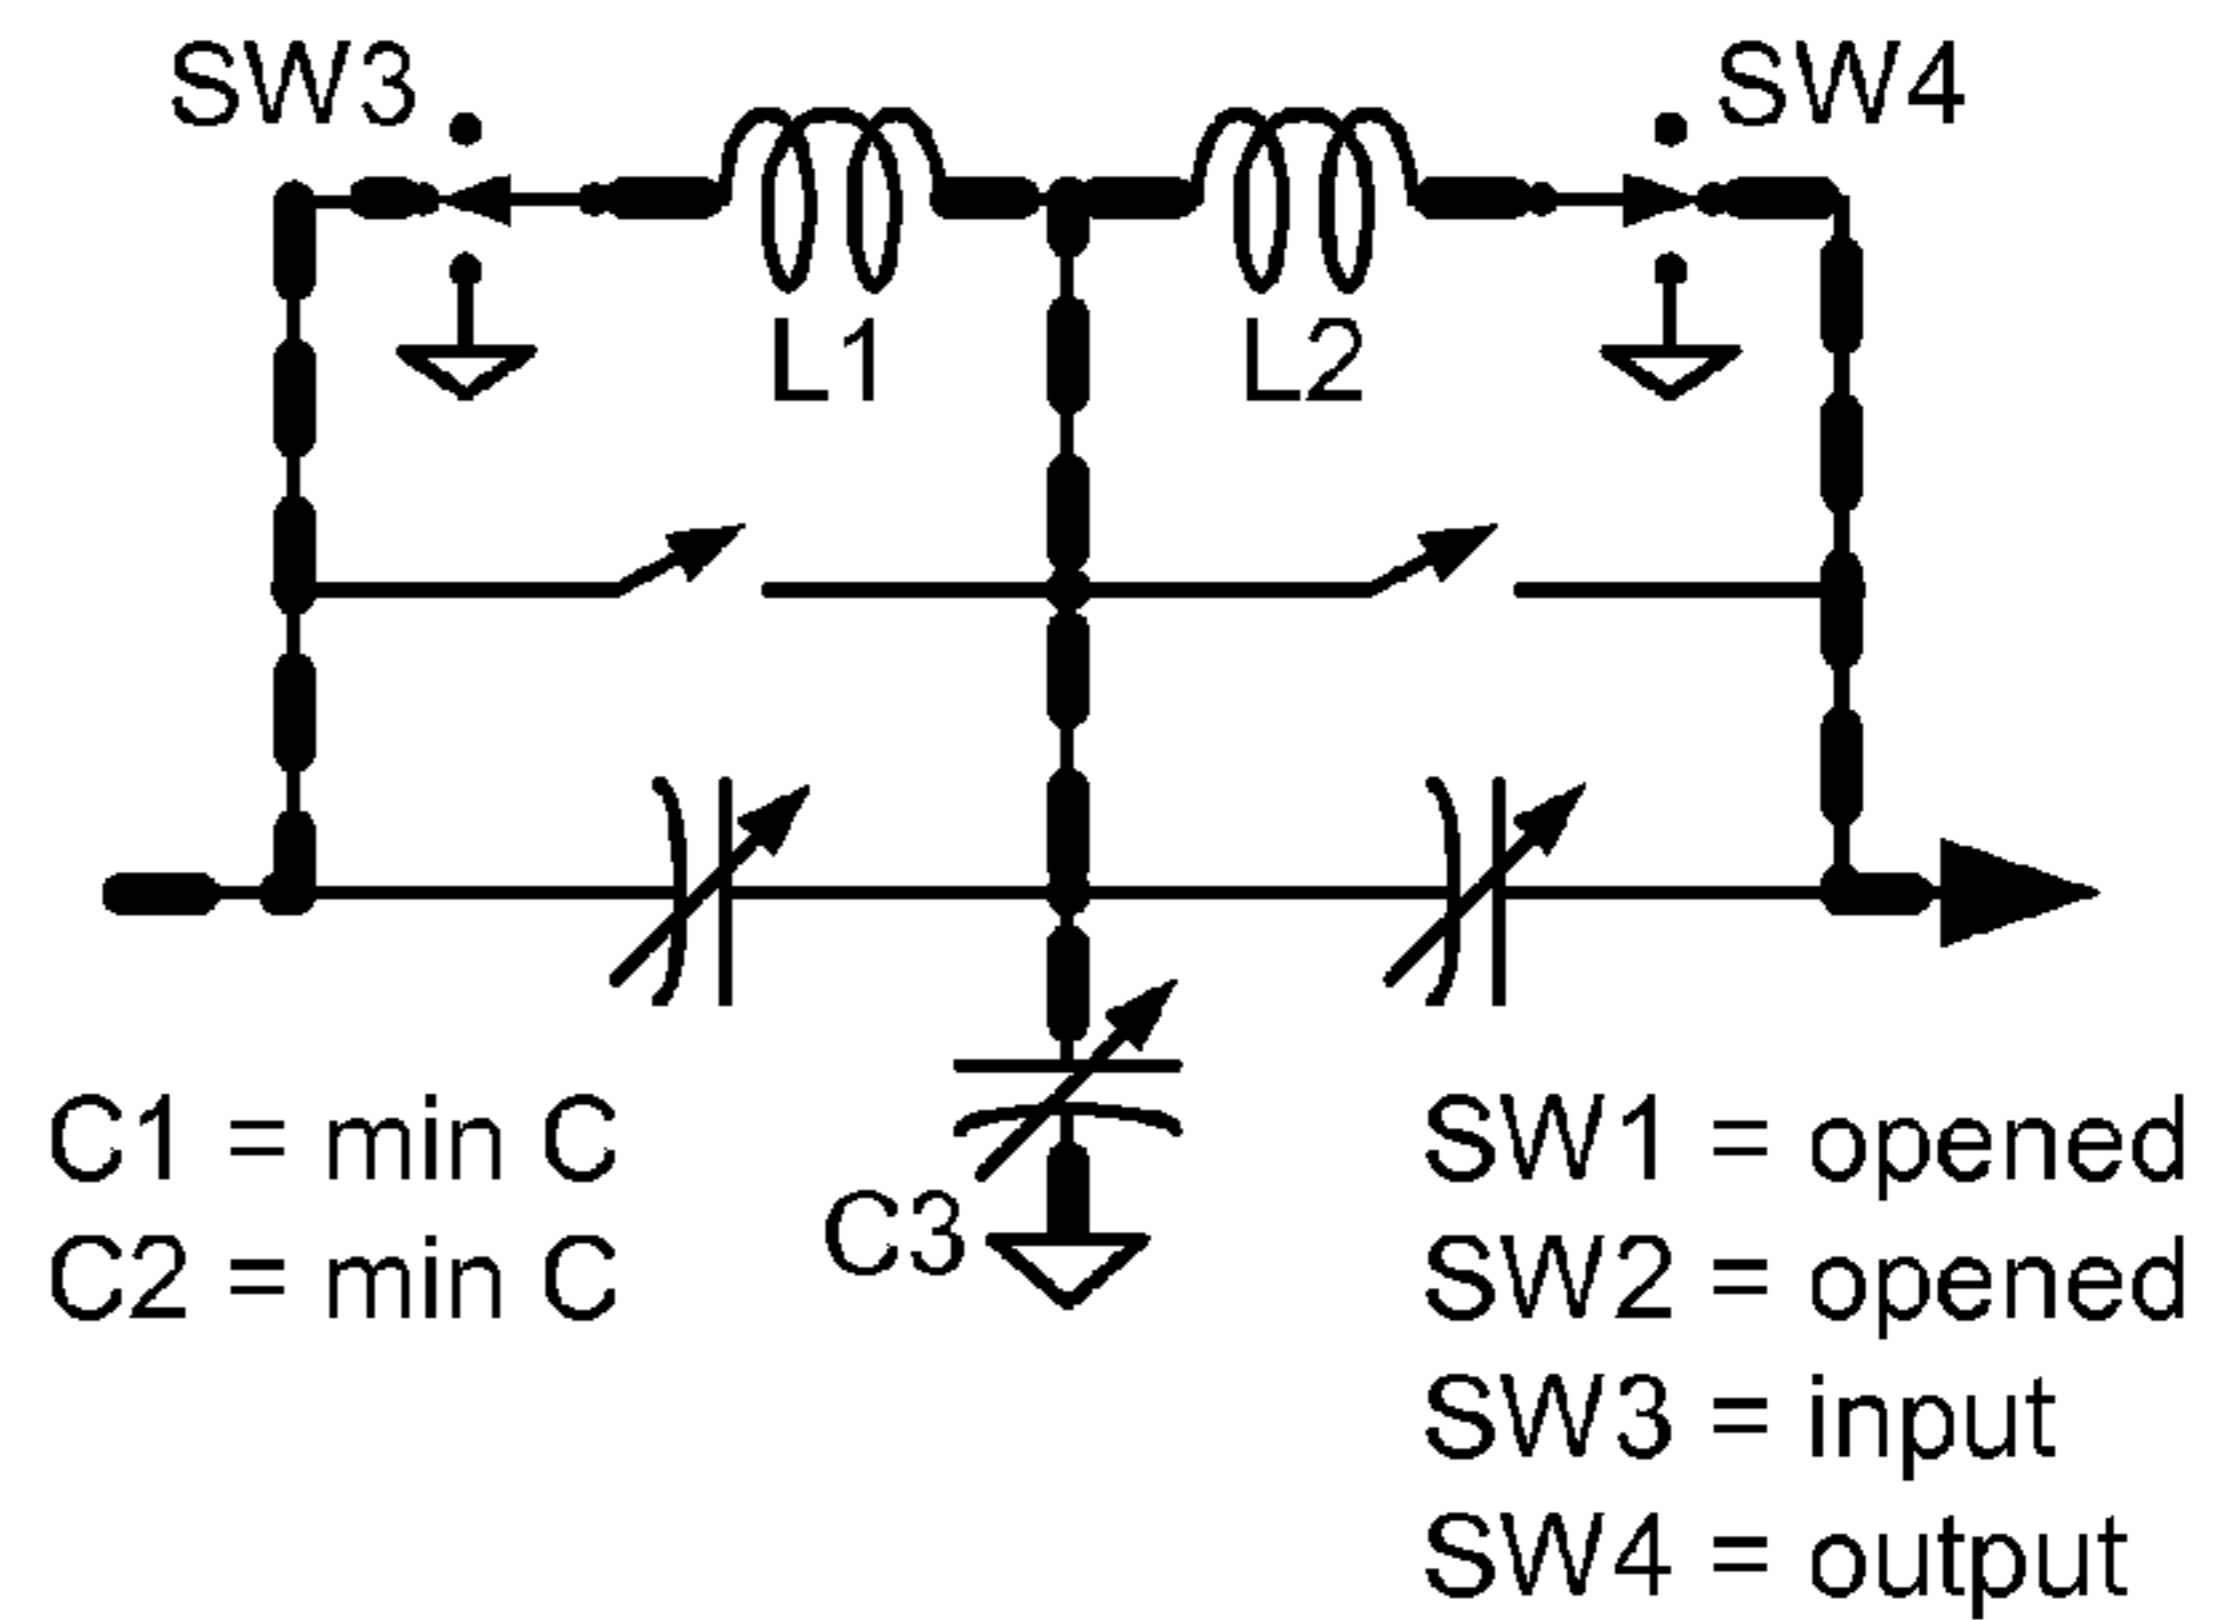 SW3
SW4
L1
L2
C1 = min C
C2 = min C
C3
SW1 = opened
SW2 = opened
SW3 = input
SW4 = output